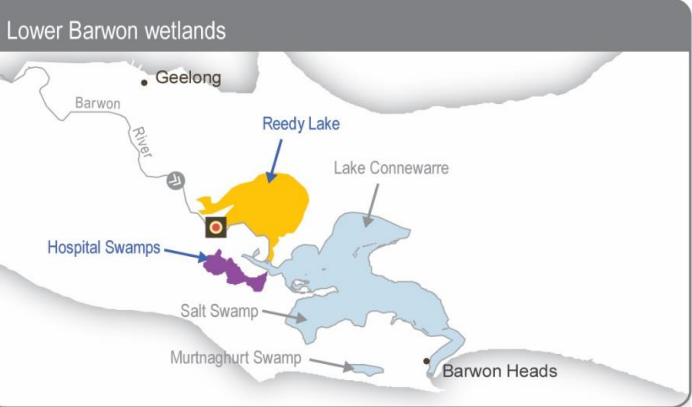 Lower Barwon wetlands
Geelong
Barwon
River
Reedy Lake
Lake Connewarre
Hospital Swamps
Salt Swamp
Murtnaghurt Swamp
Barwon Heads